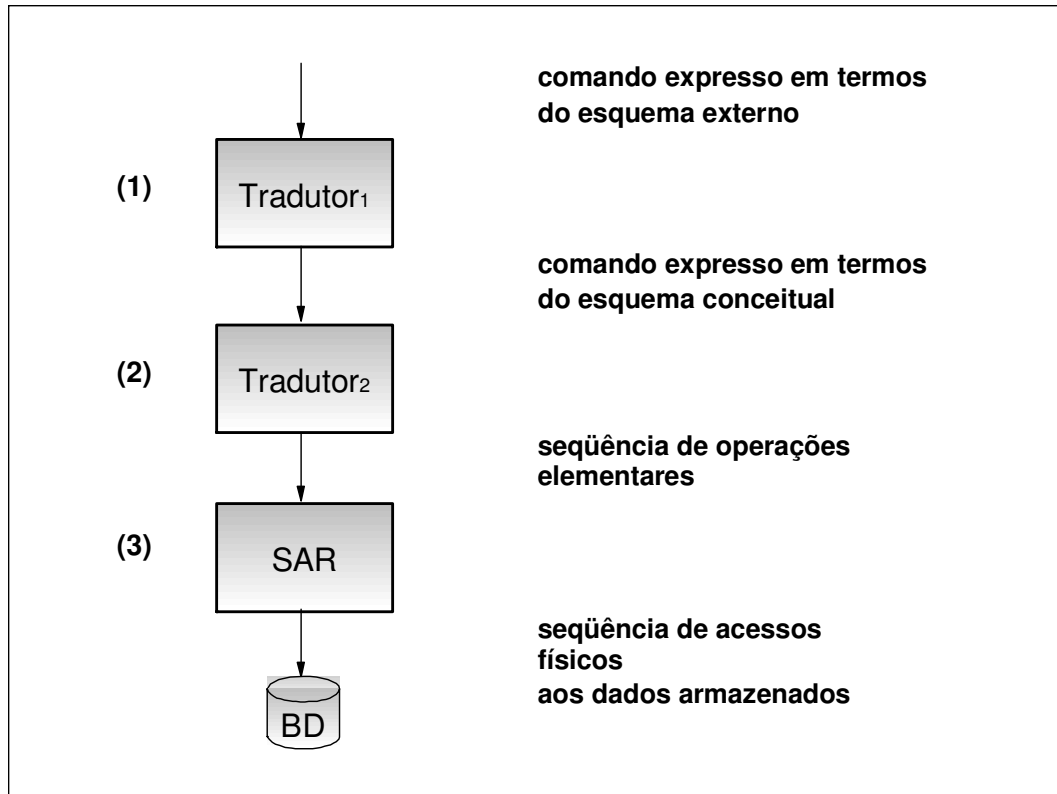 comando expresso em termos
do esquema externo
(1)
Tradutor1
comando expresso em termos
do esquema conceitual
(2)
Tradutor2
seqüência de operações
elementares
(3)
SAR
seqüência de acessos
físicos
aos dados armazenados
BD